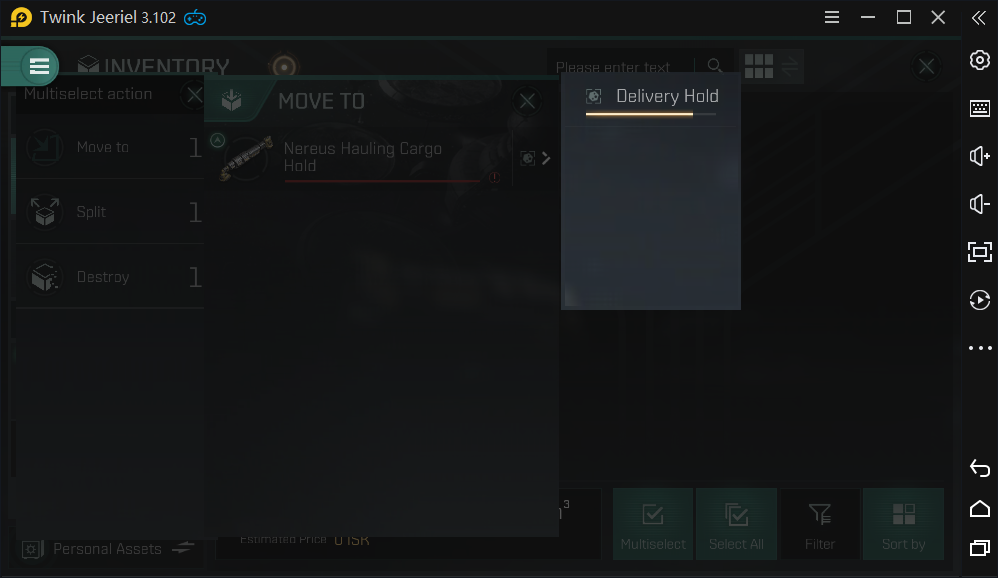 Twink Jeeriel 3.102
INVENTORY
Please enter text
Multiselect action
MOVE TO
Delivery Hold
Move to 1
Nereus Hauling Cargo
Hold
Split 1
Destroy 1
Personal Assets
Estimated Price 0 ISK
3
Multiselect
Select All
Filter
Sort by